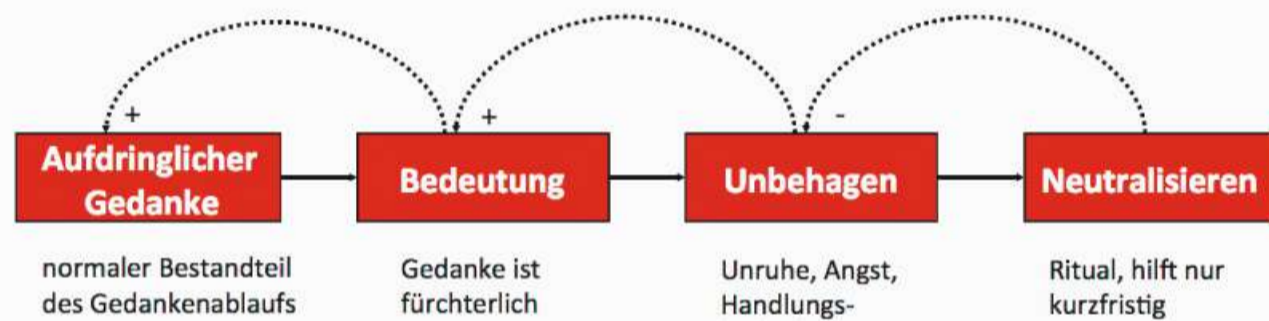 +
+
-
Aufdringlicher
Gedanke
Bedeutung
Unbehagen
Neutralisieren
normaler Bestandteil
des Gedankenablaufs
Gedanke ist
fürchterlich
Unruhe, Angst,
Handlungs-
Ritual, hilft nur
kurzfristig